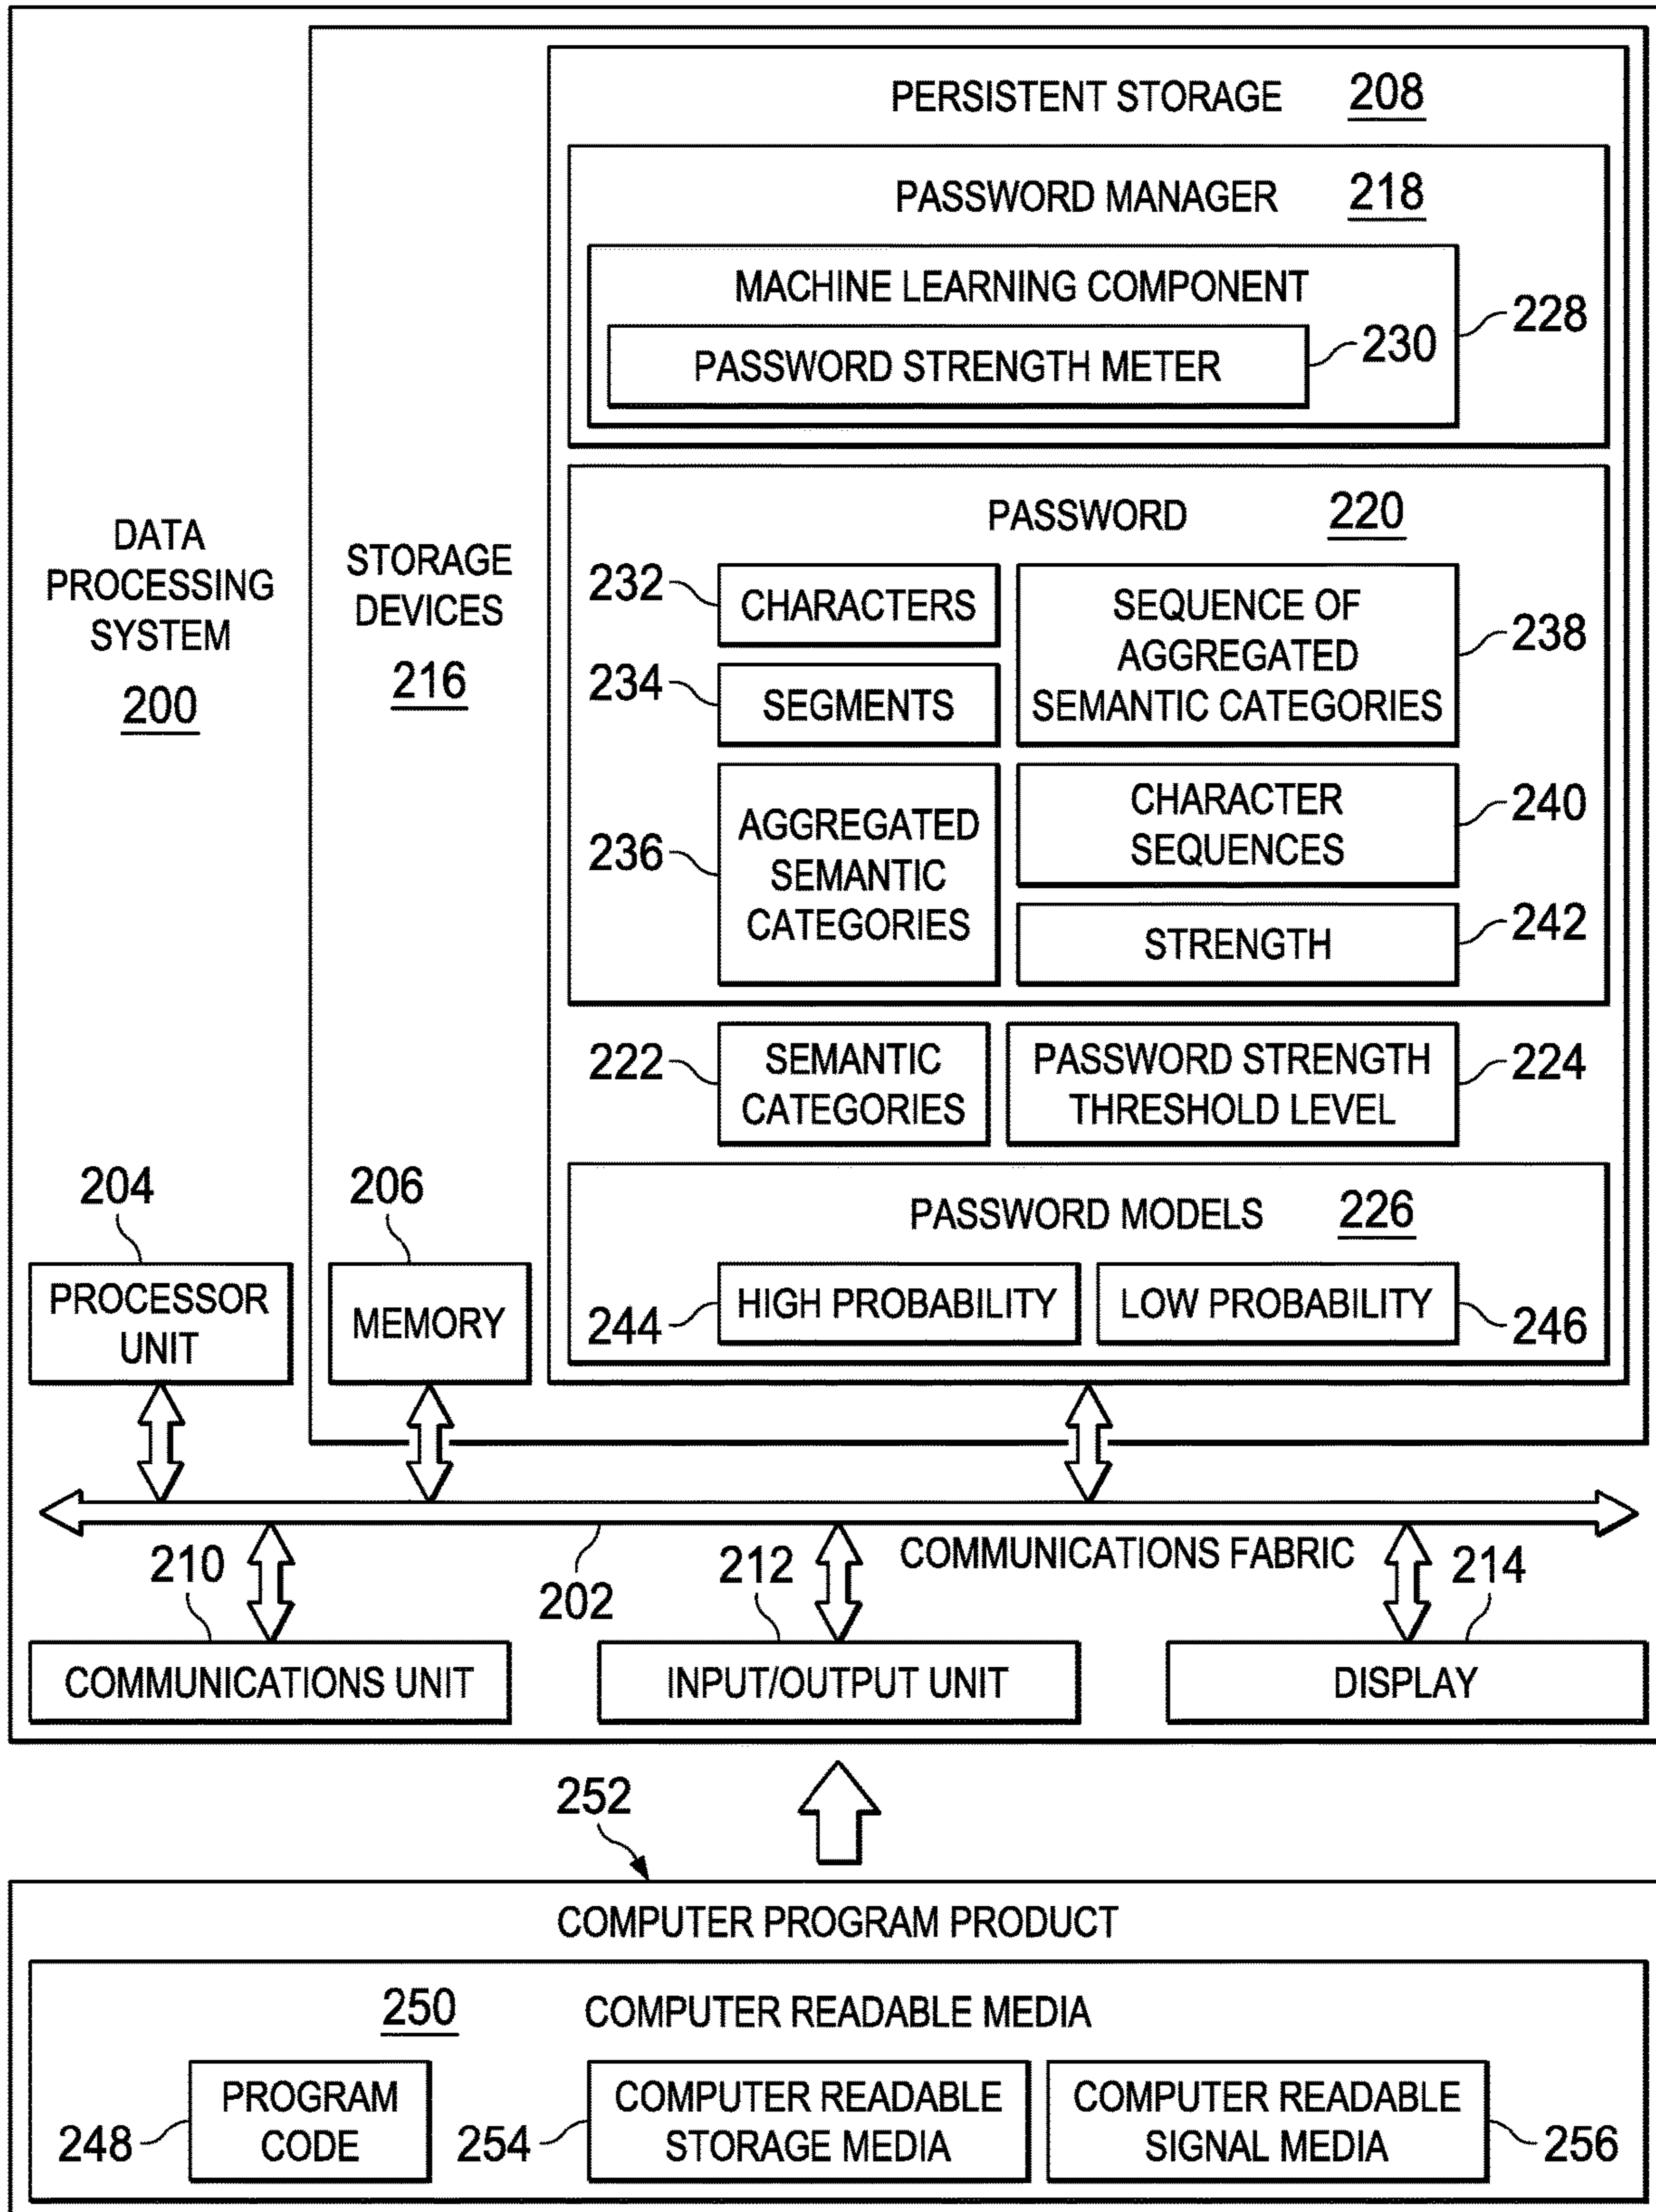 PERSISTENT STORAGE 208
PASSWORD MANAGER 218
MACHINE LEARNING COMPONENT
228
PASSWORD STRENGTH METER
230
DATA
PROCESSING
SYSTEM
200
STORAGE
DEVICES
216
PASSWORD 220
232
CHARACTERS
234
SEGMENTS
236
AGGREGATED
SEMANTIC
CATEGORIES
SEQUENCE OF
AGGREGATED
SEMANTIC CATEGORIES
238
CHARACTER
SEQUENCES
240
STRENGTH
242
222
SEMANTIC
CATEGORIES
PASSWORD STRENGTH
THRESHOLD LEVEL
224
PASSWORD MODELS 226
244
HIGH PROBABILITY
LOW PROBABILITY
246
204
PROCESSOR
UNIT
206
MEMORY
COMMUNICATIONS FABRIC
202
210
COMMUNICATIONS UNIT
212
INPUT/OUTPUT UNIT
214
DISPLAY
252
COMPUTER PROGRAM PRODUCT
250 COMPUTER READABLE MEDIA
248
PROGRAM
CODE
254
COMPUTER READABLE
STORAGE MEDIA
COMPUTER READABLE
SIGNAL MEDIA
256